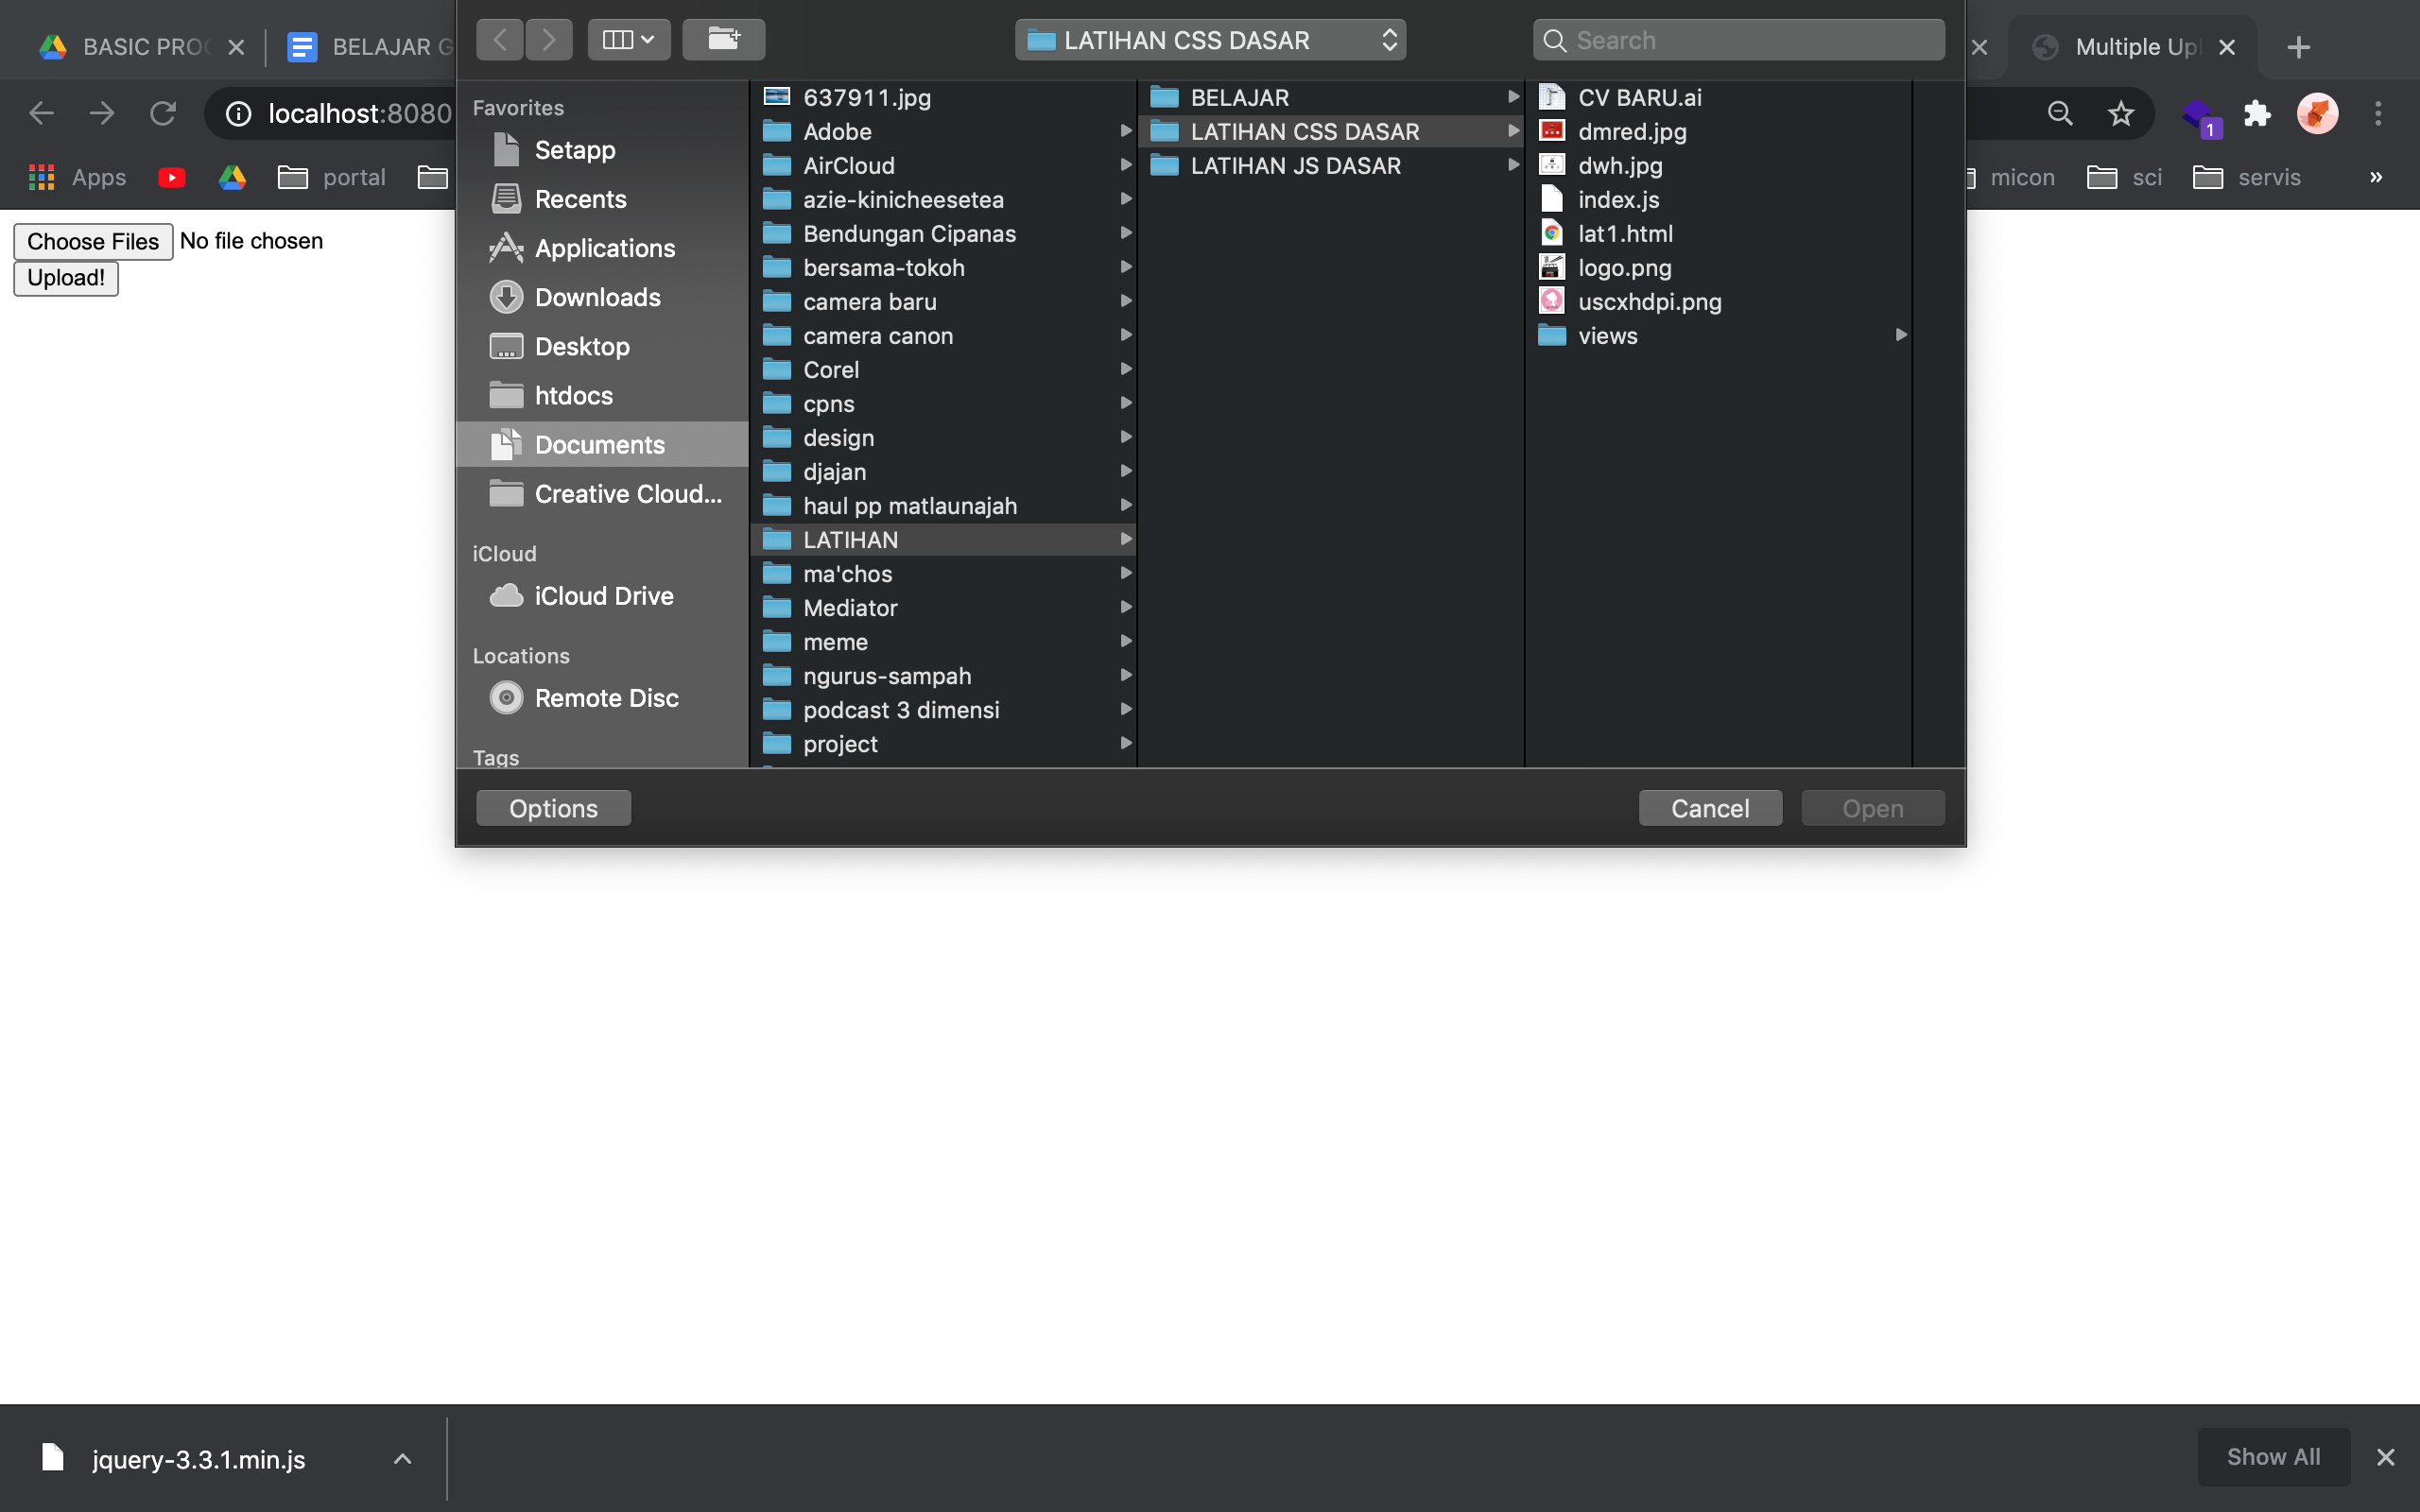 BASIC PRO
BELAJAR G
LATIHAN CSS DASAR
Search
Multiple Upl
localhost:8080
1
Apps
portal
micon
sci
servis
»
Choose Files No file chosen
Upload!
Favorites
Setapp
Recents
Applications
Downloads
Desktop
htdocs
Documents
Creative Cloud...
iCloud
iCloud Drive
Locations
Remote Disc
Tags
637911.jpg
Adobe
AirCloud
azie-kinicheesetea
Bendungan Cipanas
bersama-tokoh
camera baru
camera canon
Corel
cpns
design
djajan
haul pp matlaunajah
LATIHAN
ma'chos
Mediator
meme
ngurus-sampah
podcast 3 dimensi
project
BELAJAR
LATIHAN CSS DASAR
LATIHAN JS DASAR
CV BARU.ai
dmred.jpg
dwh.jpg
index.js
lat1.html
logo.png
uscxhdpi.png
views
Options
Cancel
Open
jquery-3.3.1.min.js
Show All